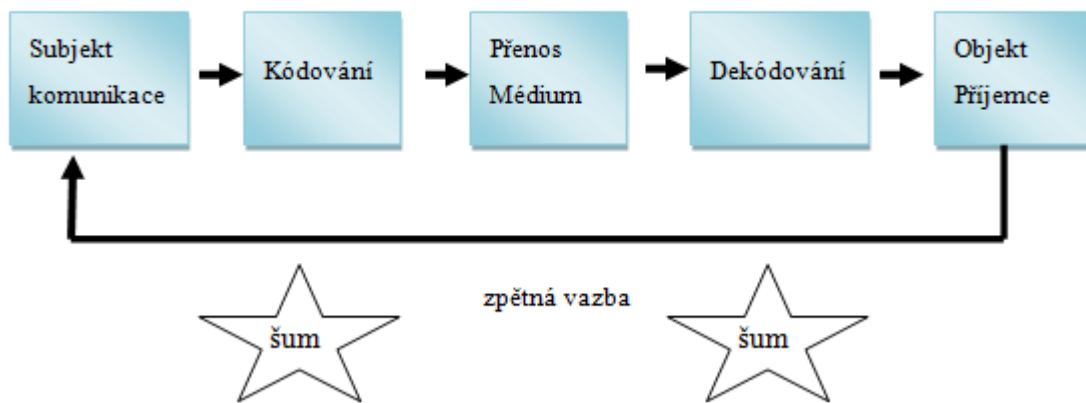 Subjekt
komunikace
Kódování
Přenos
Médium
Dekódování
Objekt
Příjemce
zpětná vazba
šum
šum